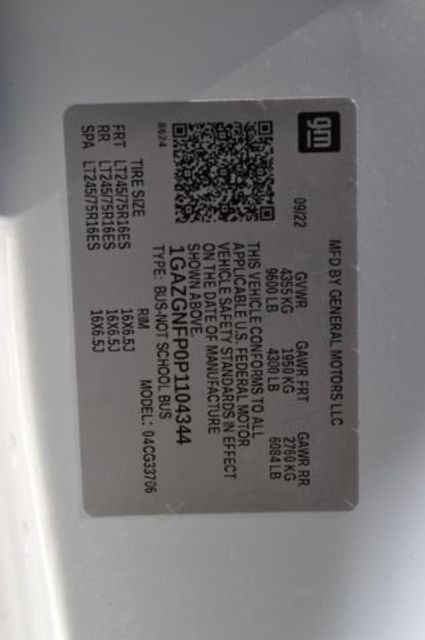 gm
MFD BY GENERAL MOTORS LLC
09/22
GVWR GAWR FRT GAWR RR
4355 KG 1950 KG 2760 KG
9600 LB 4300 LB 6084 LB
THIS VEHICLE CONFORMS TO ALL
APPLICABLE U.S. FEDERAL MOTOR
VEHICLE SAFETY STANDARDS IN EFFECT
ON THE DATE OF MANUFACTURE
SHOWN ABOVE.
1GAZGNFP0P1104344
TYPE: BUS-NOT SCHOOL BUS
MODEL: 04CG33706
8624
TIRE SIZE RIM
FRT LT245/75R16ES 16X6.5J
RR LT245/75R16ES 16X6.5J
SPA LT245/75R16ES 16X6.5J